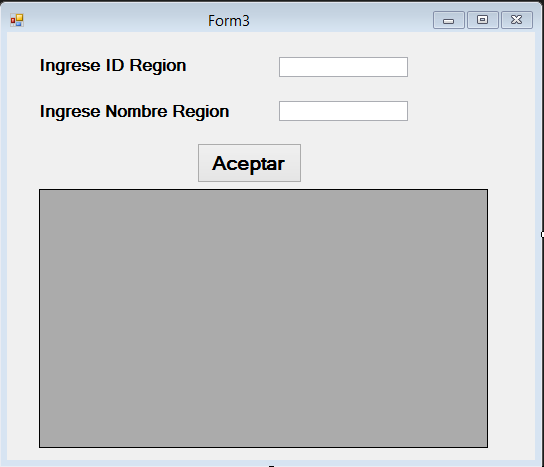 Form3
Ingrese ID Region
Ingrese Nombre Region
Aceptar